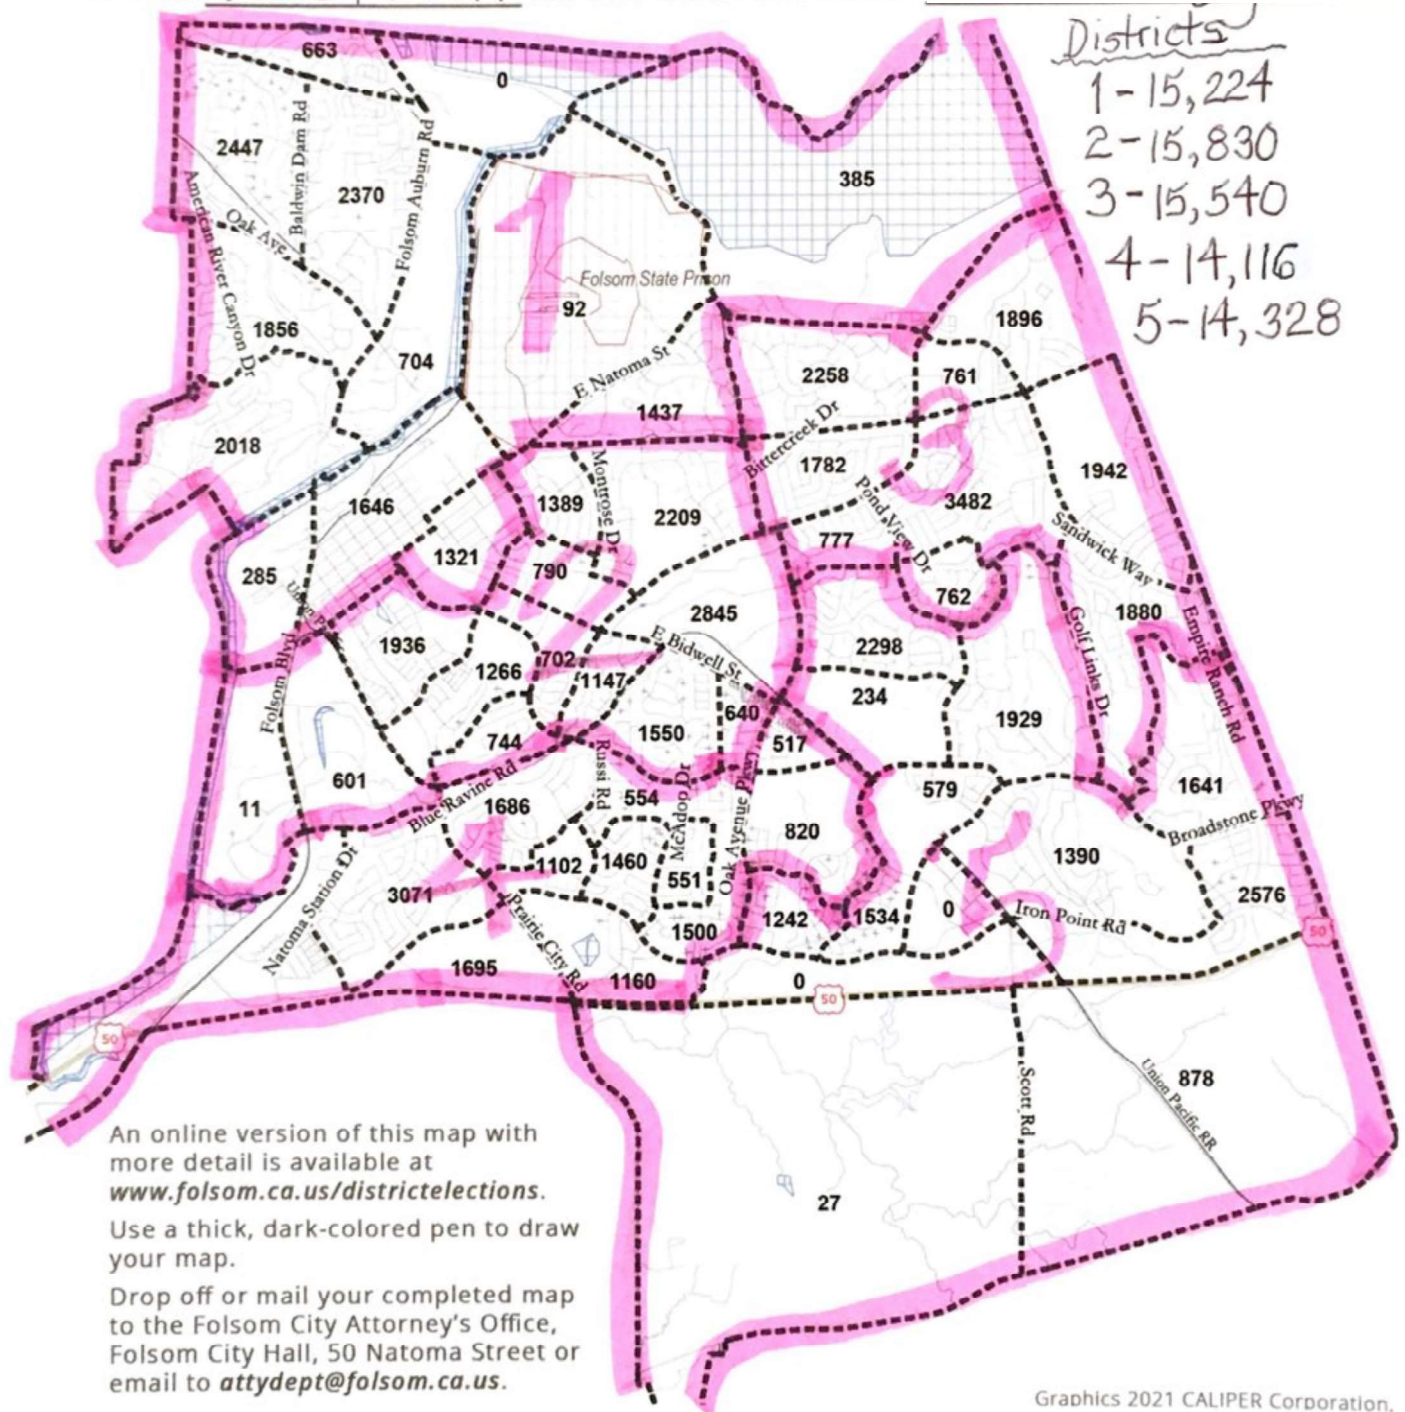 Districts
1-15,224
2-15,830
3-15,540
4-14,116
5-14,328
663
0
2447
Baldwin Dam Rd
2370
Folsom Auburn Rd
385
American River Canyon Dr
Oak Ave
1
Folsom State Prison
92
1856
704
E Natoma St
1896
2258
761
1437
Bittercreek Dr
3
2018
1782
1942
1646
1389
Montrose Dr
2209
Pond View Dr
3482
777
Sandwick Way
1321
790
2
285
762
1880
2845
Golf Links Dr
Empire Ranch Rd
1936
E Bidwell St
2298
Folsom Blvd
1266
702
1147
234
640
1929
744
1550
517
601
Russi Rd
579
1641
11
Blue Ravine Rd
1686
554
McAdoo Dr
Oak Avenue Pkwy
820
Broadstone Pkwy
Natoma Station Dr
4
1102
1460
551
5
1390
3071
Prairie City Rd
1500
1242
1534
0
Iron Point Rd
2576
50
1695
1160
0
50
50
Scott Rd
Union Pacific RR
878
27
An online version of this map with
more detail is available at
www.folsom.ca.us/districtelections.
Use a thick, dark-colored pen to draw
your map.
Drop off or mail your completed map
to the Folsom City Attorney's Office,
Folsom City Hall, 50 Natoma Street or
email to attydept@folsom.ca.us.
Graphics 2021 CALIPER Corporation.